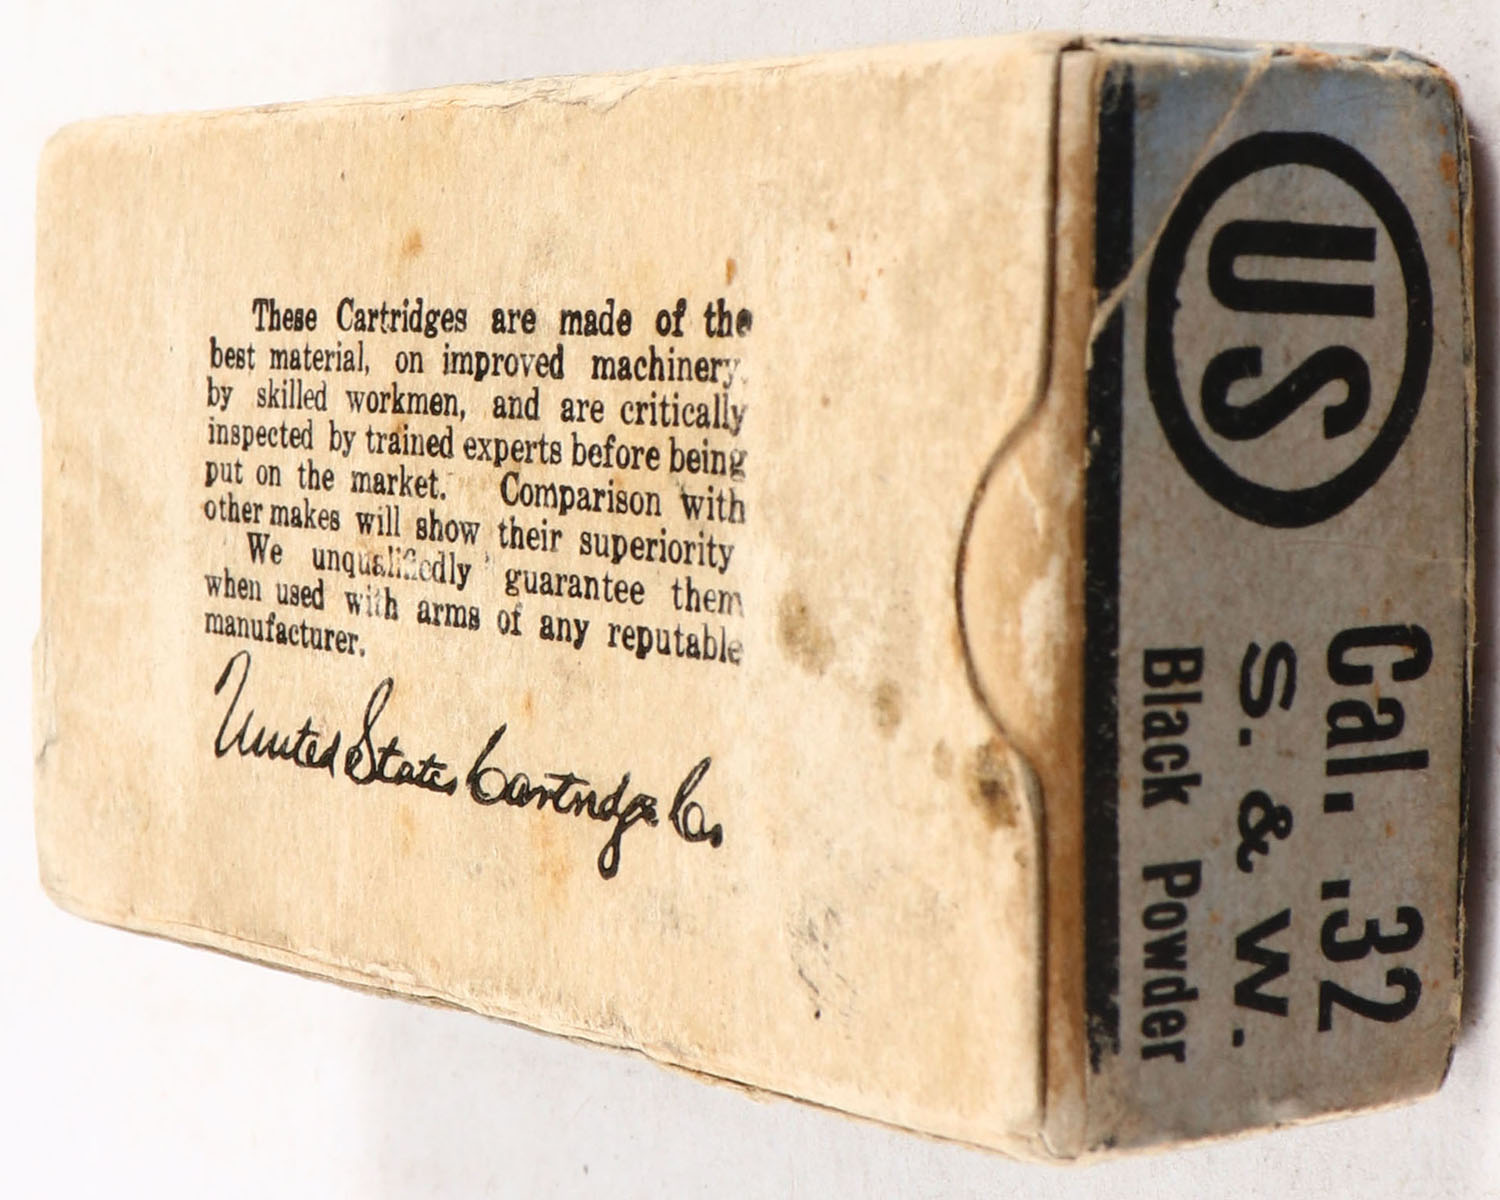 These Cartridges are made of the
best material, on improved machinery,
by skilled workmen, and are critically
inspected by trained experts before being
put on the market. Comparison with
other makes will show their superiority
We unqualifiedly guarantee them
when used with arms of any reputable
manufacturer.
United States Cartridge Co.
US
Cal. .32
S. & W.
Black Powder